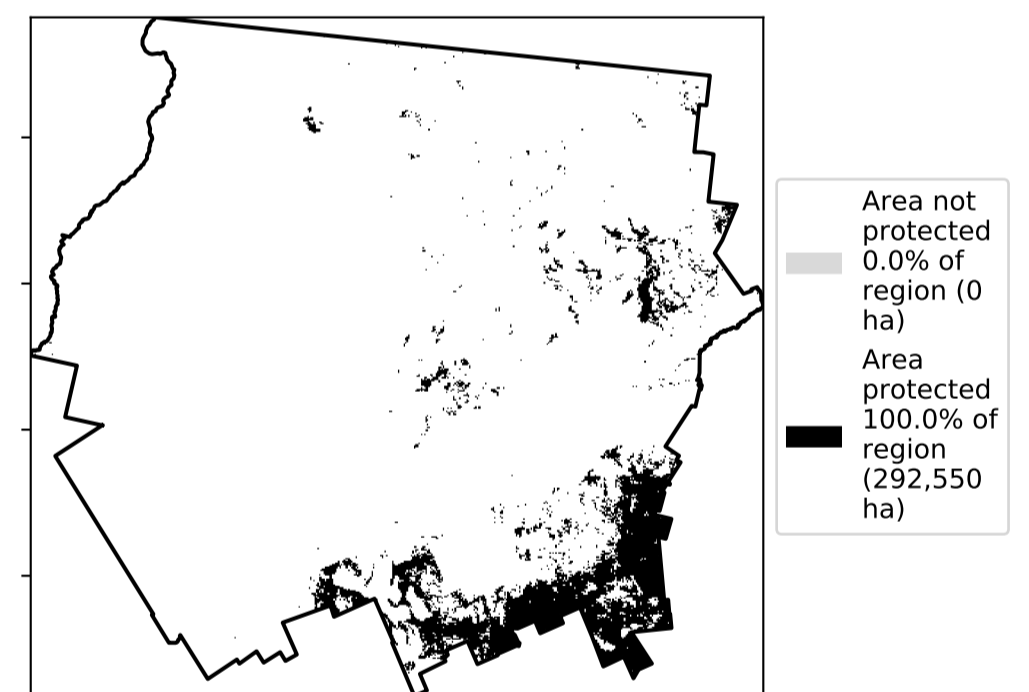 Area not
protected
0.0% of
region (0
ha)
Area
protected
100.0% of
region
(292,550
ha)